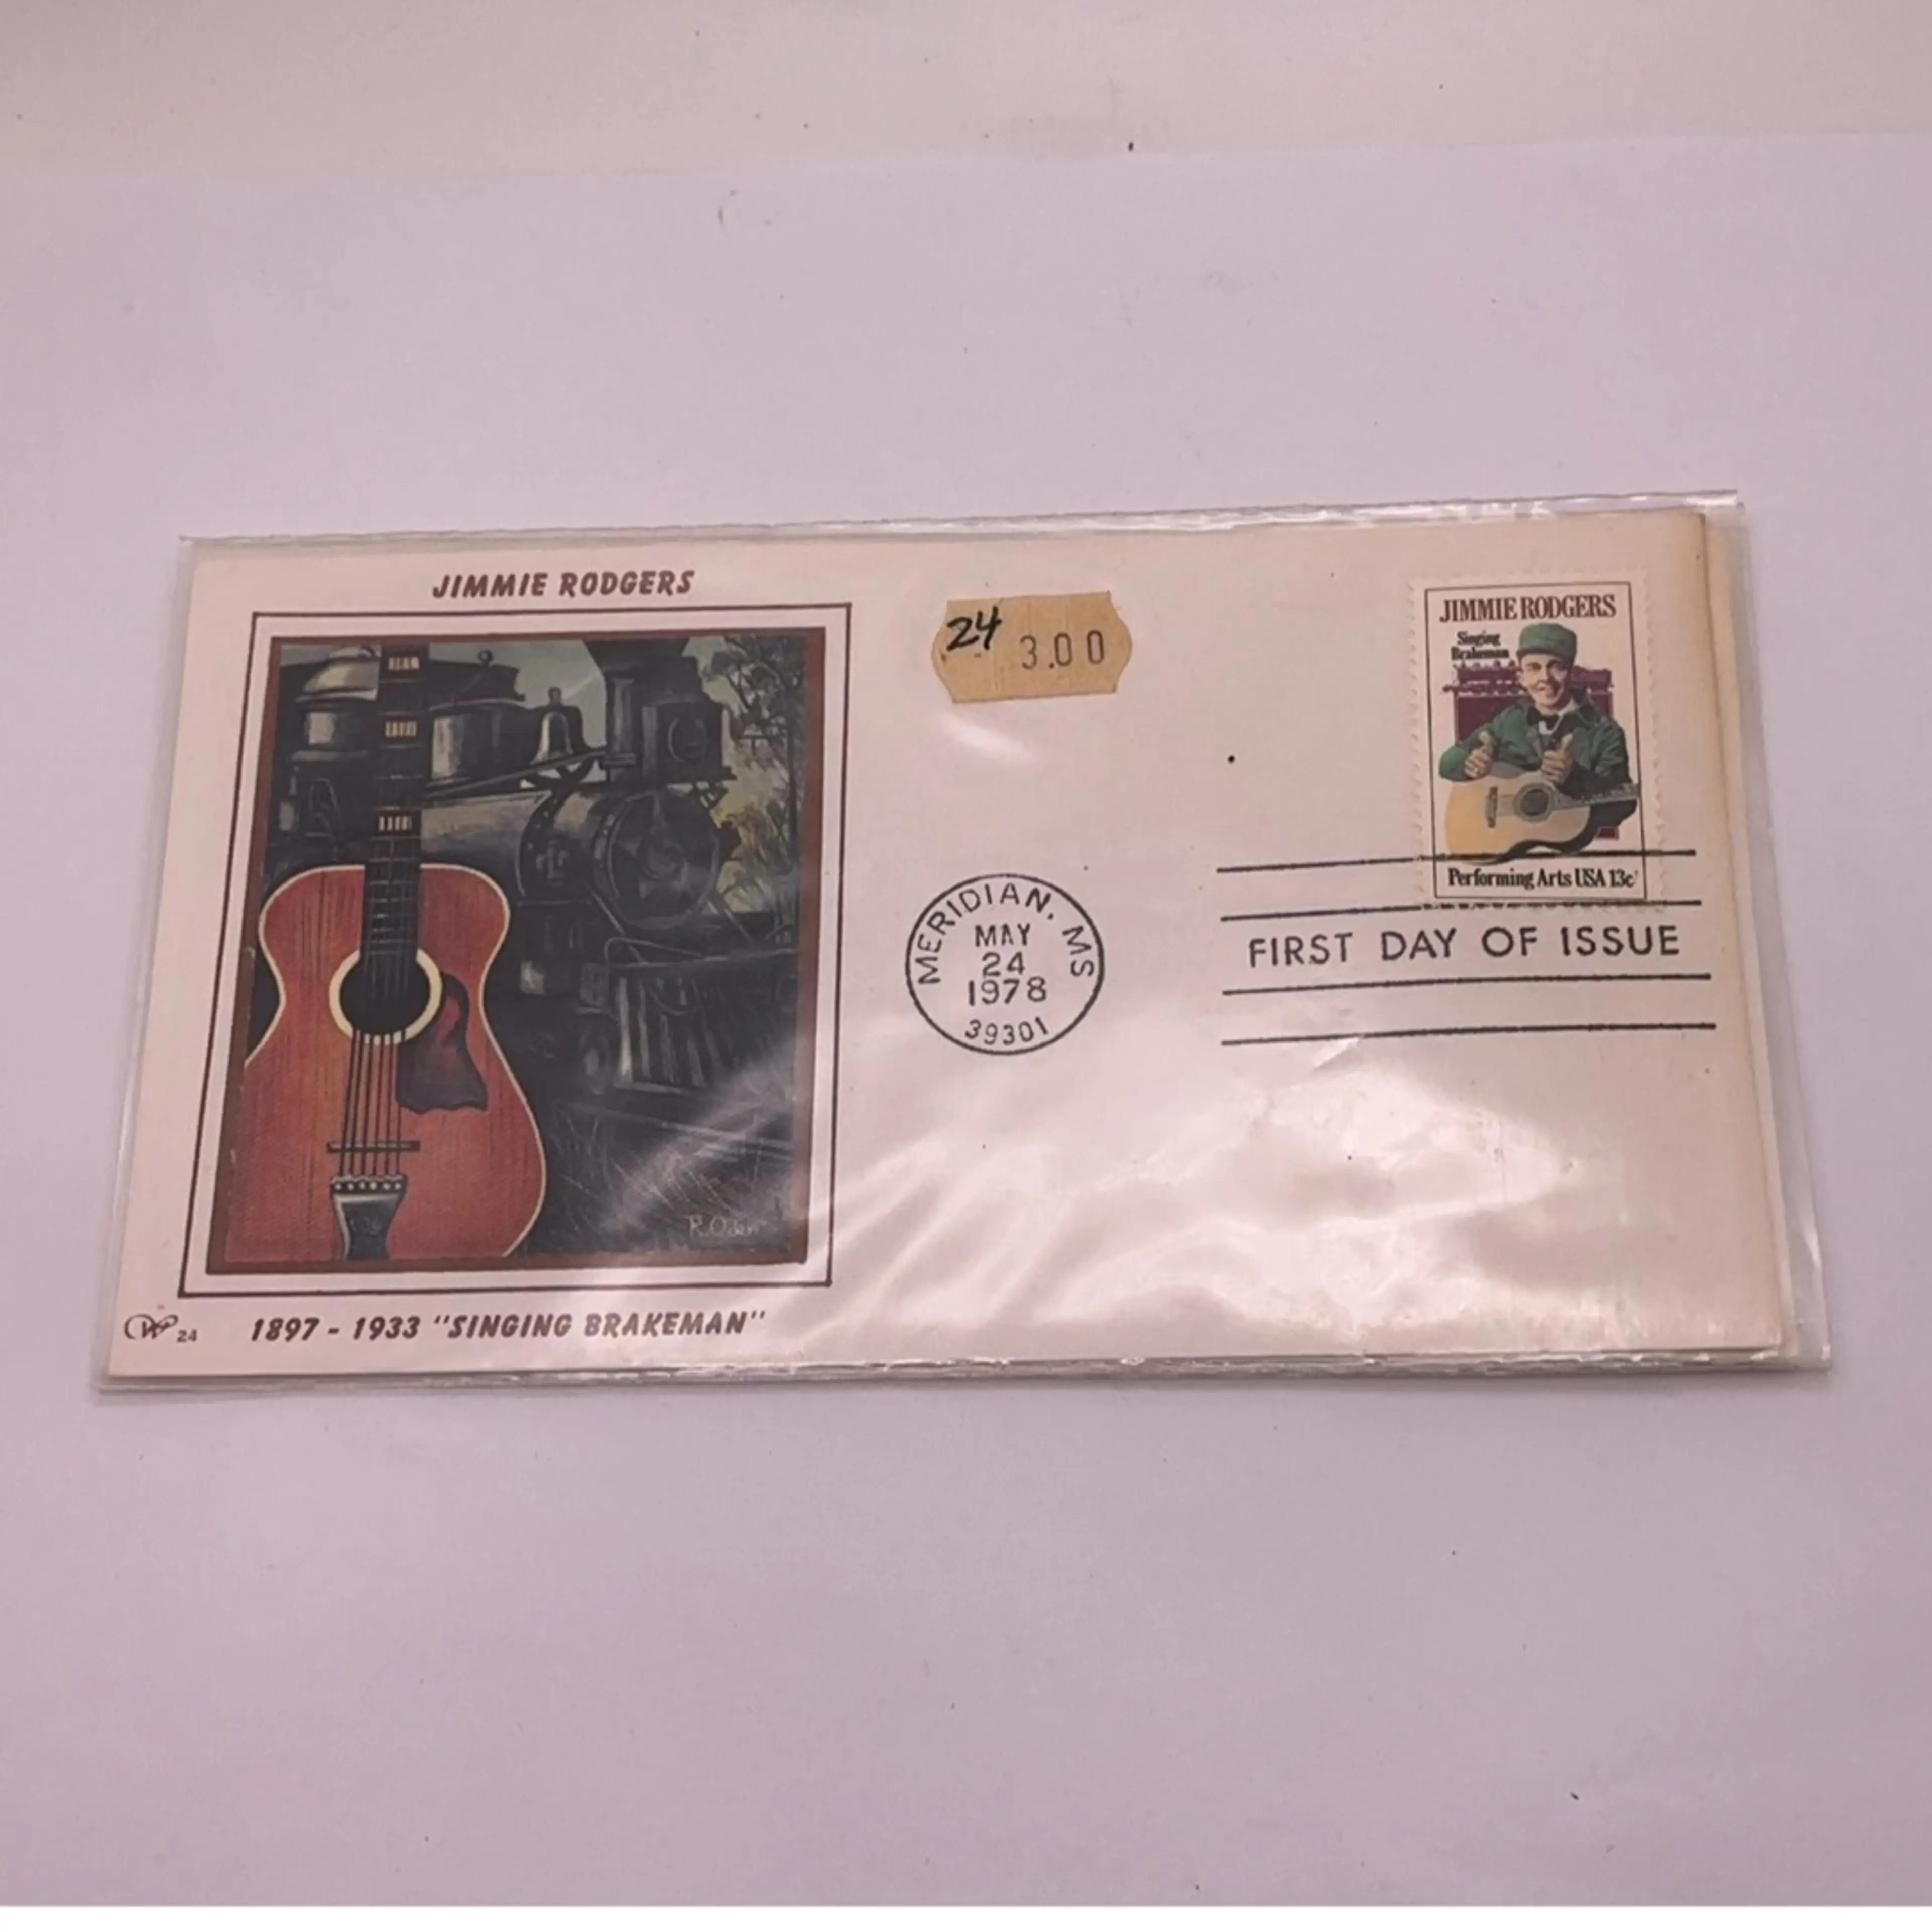 JIMMIE RODGERS
24 3.00
JIMMIE RODGERS
Singing
Brakeman
Performing Arts USA 13c
MERIDIAN, MS
MAY
24
1978
39301
FIRST DAY OF ISSUE
24
1897 - 1933 "SINGING BRAKEMAN"